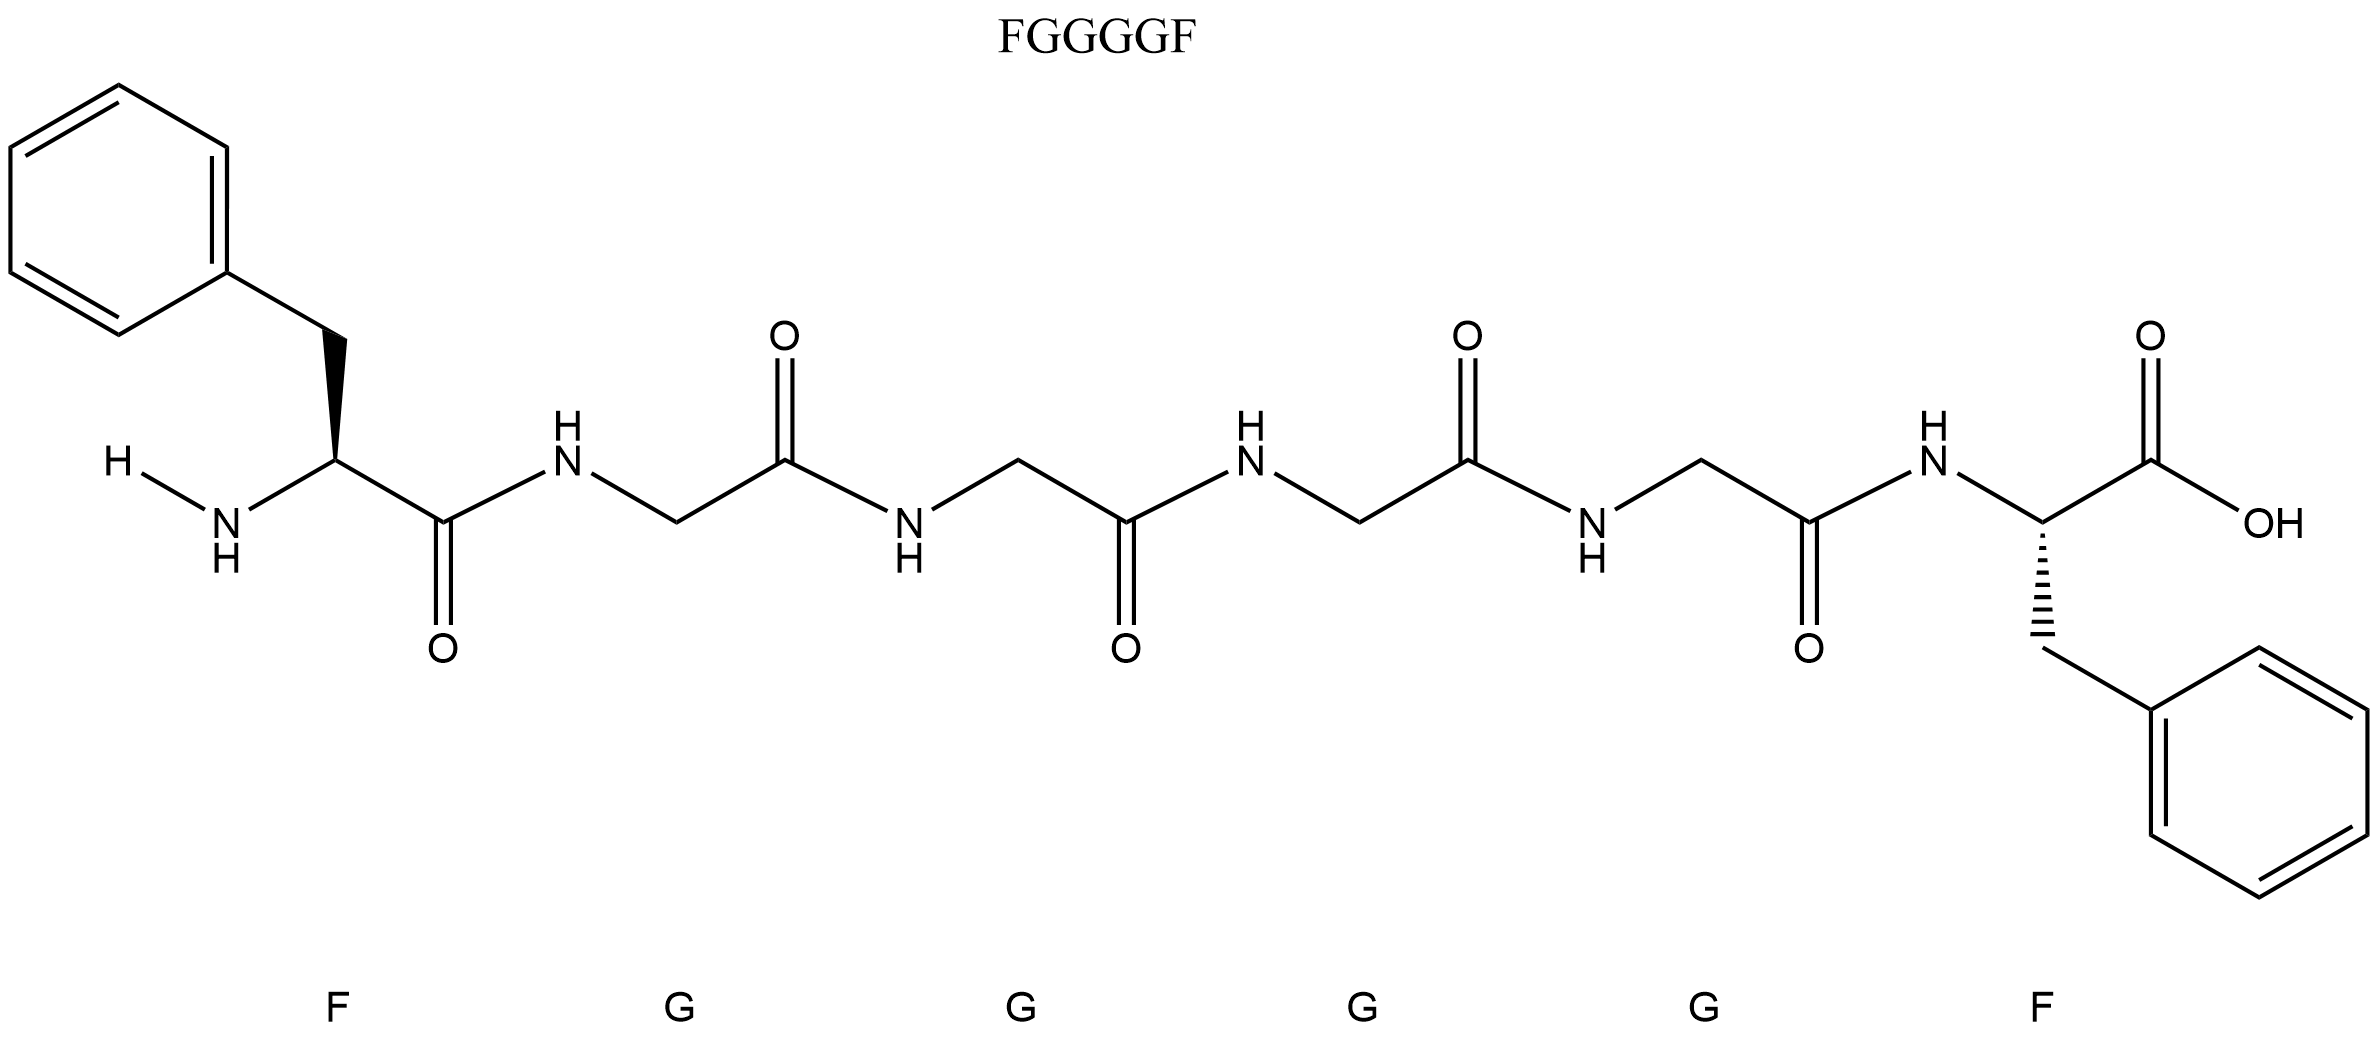 FGGGGF
O O O
H H H
H N N N
N N N OH
H H H
O O O
F G G G G F